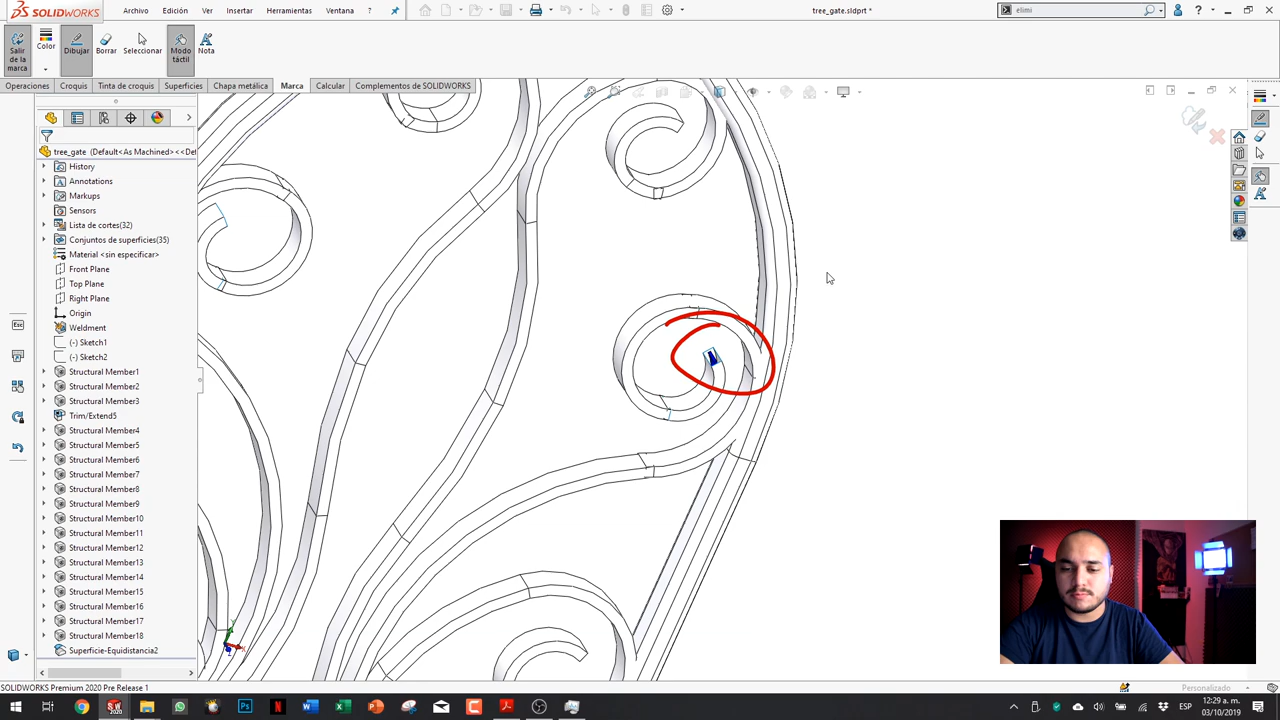 SOLIDWORKS
Archivo Edición Ver Insertar Herramientas Ventana
tree_gate.sldprt *
elimi
Salir de la marca
Color
Dibujar
Borrar
Seleccionar
Modo táctil
Nota
Operaciones Croquis Tinta de croquis Superficies Chapa metálica Marca Calcular Complementos de SOLIDWORKS
tree_gate (Default<As Machined><<Det
History
Annotations
Markups
Sensors
Lista de cortes(32)
Conjuntos de superficies(35)
Material <sin especificar>
Front Plane
Top Plane
Right Plane
Origin
Weldment
(-) Sketch1
(-) Sketch2
Structural Member1
Structural Member2
Structural Member3
Trim/Extend5
Structural Member4
Structural Member5
Structural Member6
Structural Member7
Structural Member8
Structural Member9
Structural Member10
Structural Member11
Structural Member12
Structural Member13
Structural Member14
Structural Member15
Structural Member16
Structural Member17
Structural Member18
Superficie-Equidistancia2
Esc
SOLIDWORKS Premium 2020 Pre Release 1
Personalizado
ESP
12:29 a. m.
03/10/2019